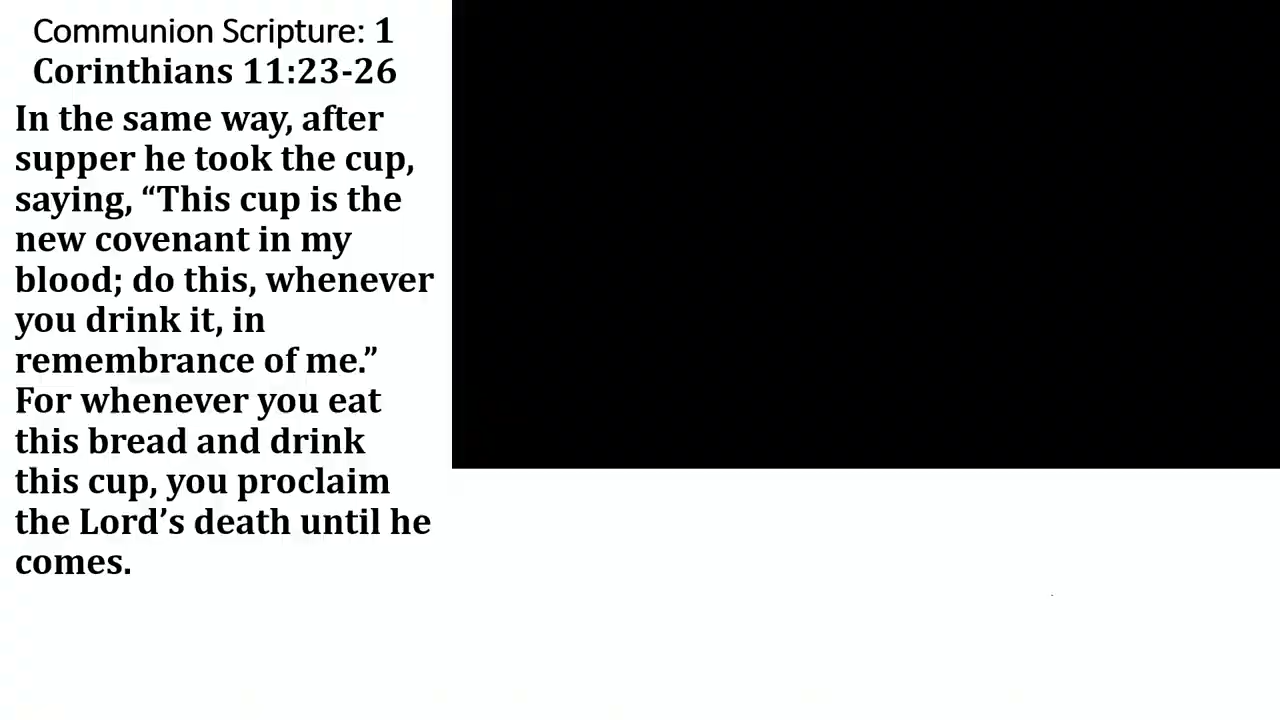 Communion Scripture: 1
Corinthians 11:23-26
In the same way, after
supper he took the cup,
saying, “This cup is the
new covenant in my
blood; do this, whenever
you drink it, in
remembrance of me.”
For whenever you eat
this bread and drink
this cup, you proclaim
the Lord’s death until he
comes.